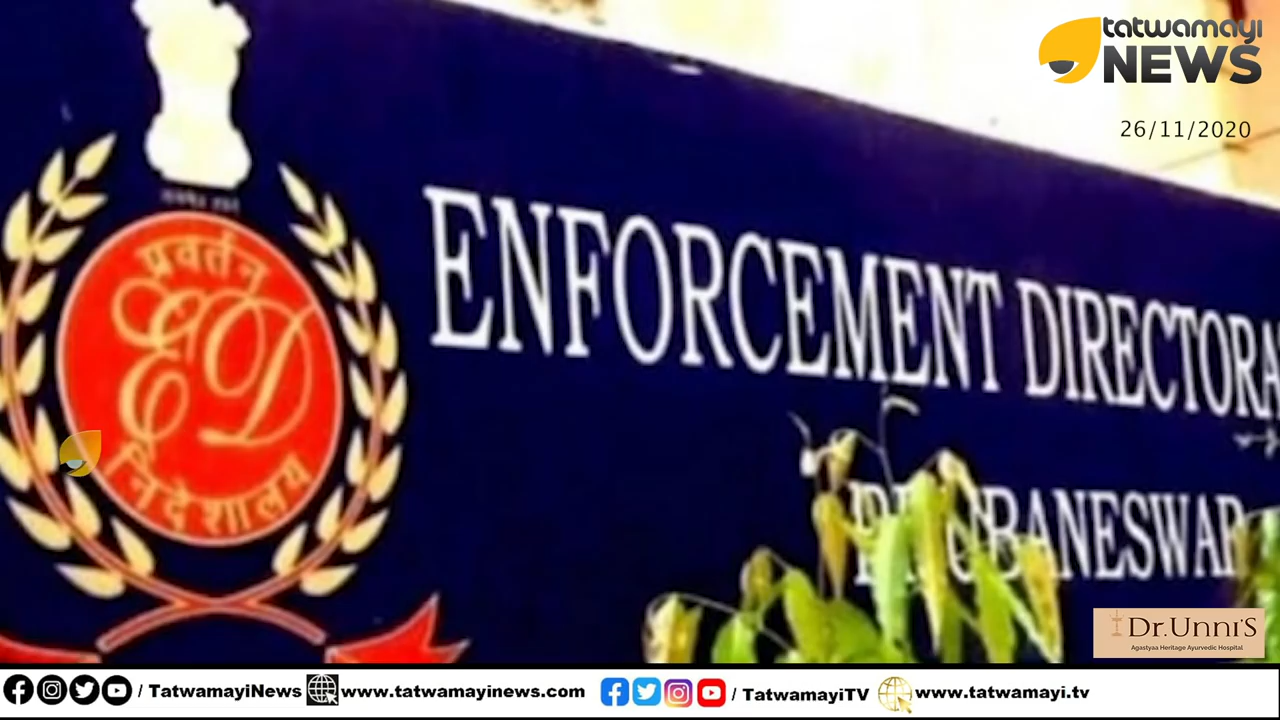 tatwamayi
NEWS
26/11/2020
प्रवर्तन
ED
निदेशालय
ENFORCEMENT DIRECTORA
BANESWAR
Dr.UNNI'S
Agastyaa Heritage Ayurvedic Hospital
/ TatwamayiNews www.tatwamayinews.com / TatwamayiTV www.tatwamayi.tv